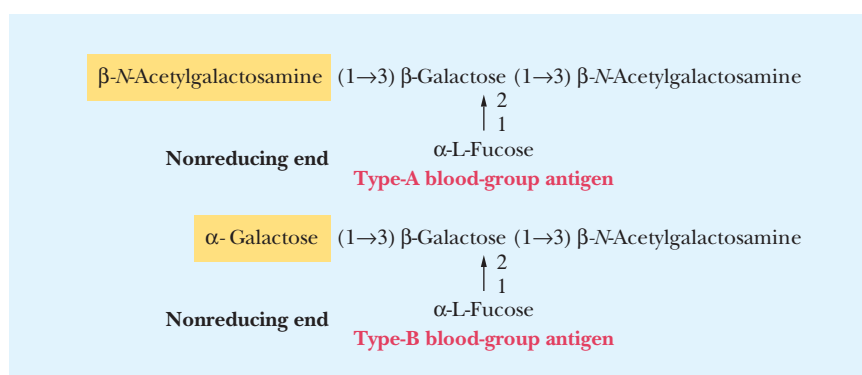 β-N-Acetylgalactosamine (1→3) β-Galactose (1→3) β-N-Acetylgalactosamine
2
1
Nonreducing end α-L-Fucose
Type-A blood-group antigen
α- Galactose (1→3) β-Galactose (1→3) β-N-Acetylgalactosamine
2
1
Nonreducing end α-L-Fucose
Type-B blood-group antigen